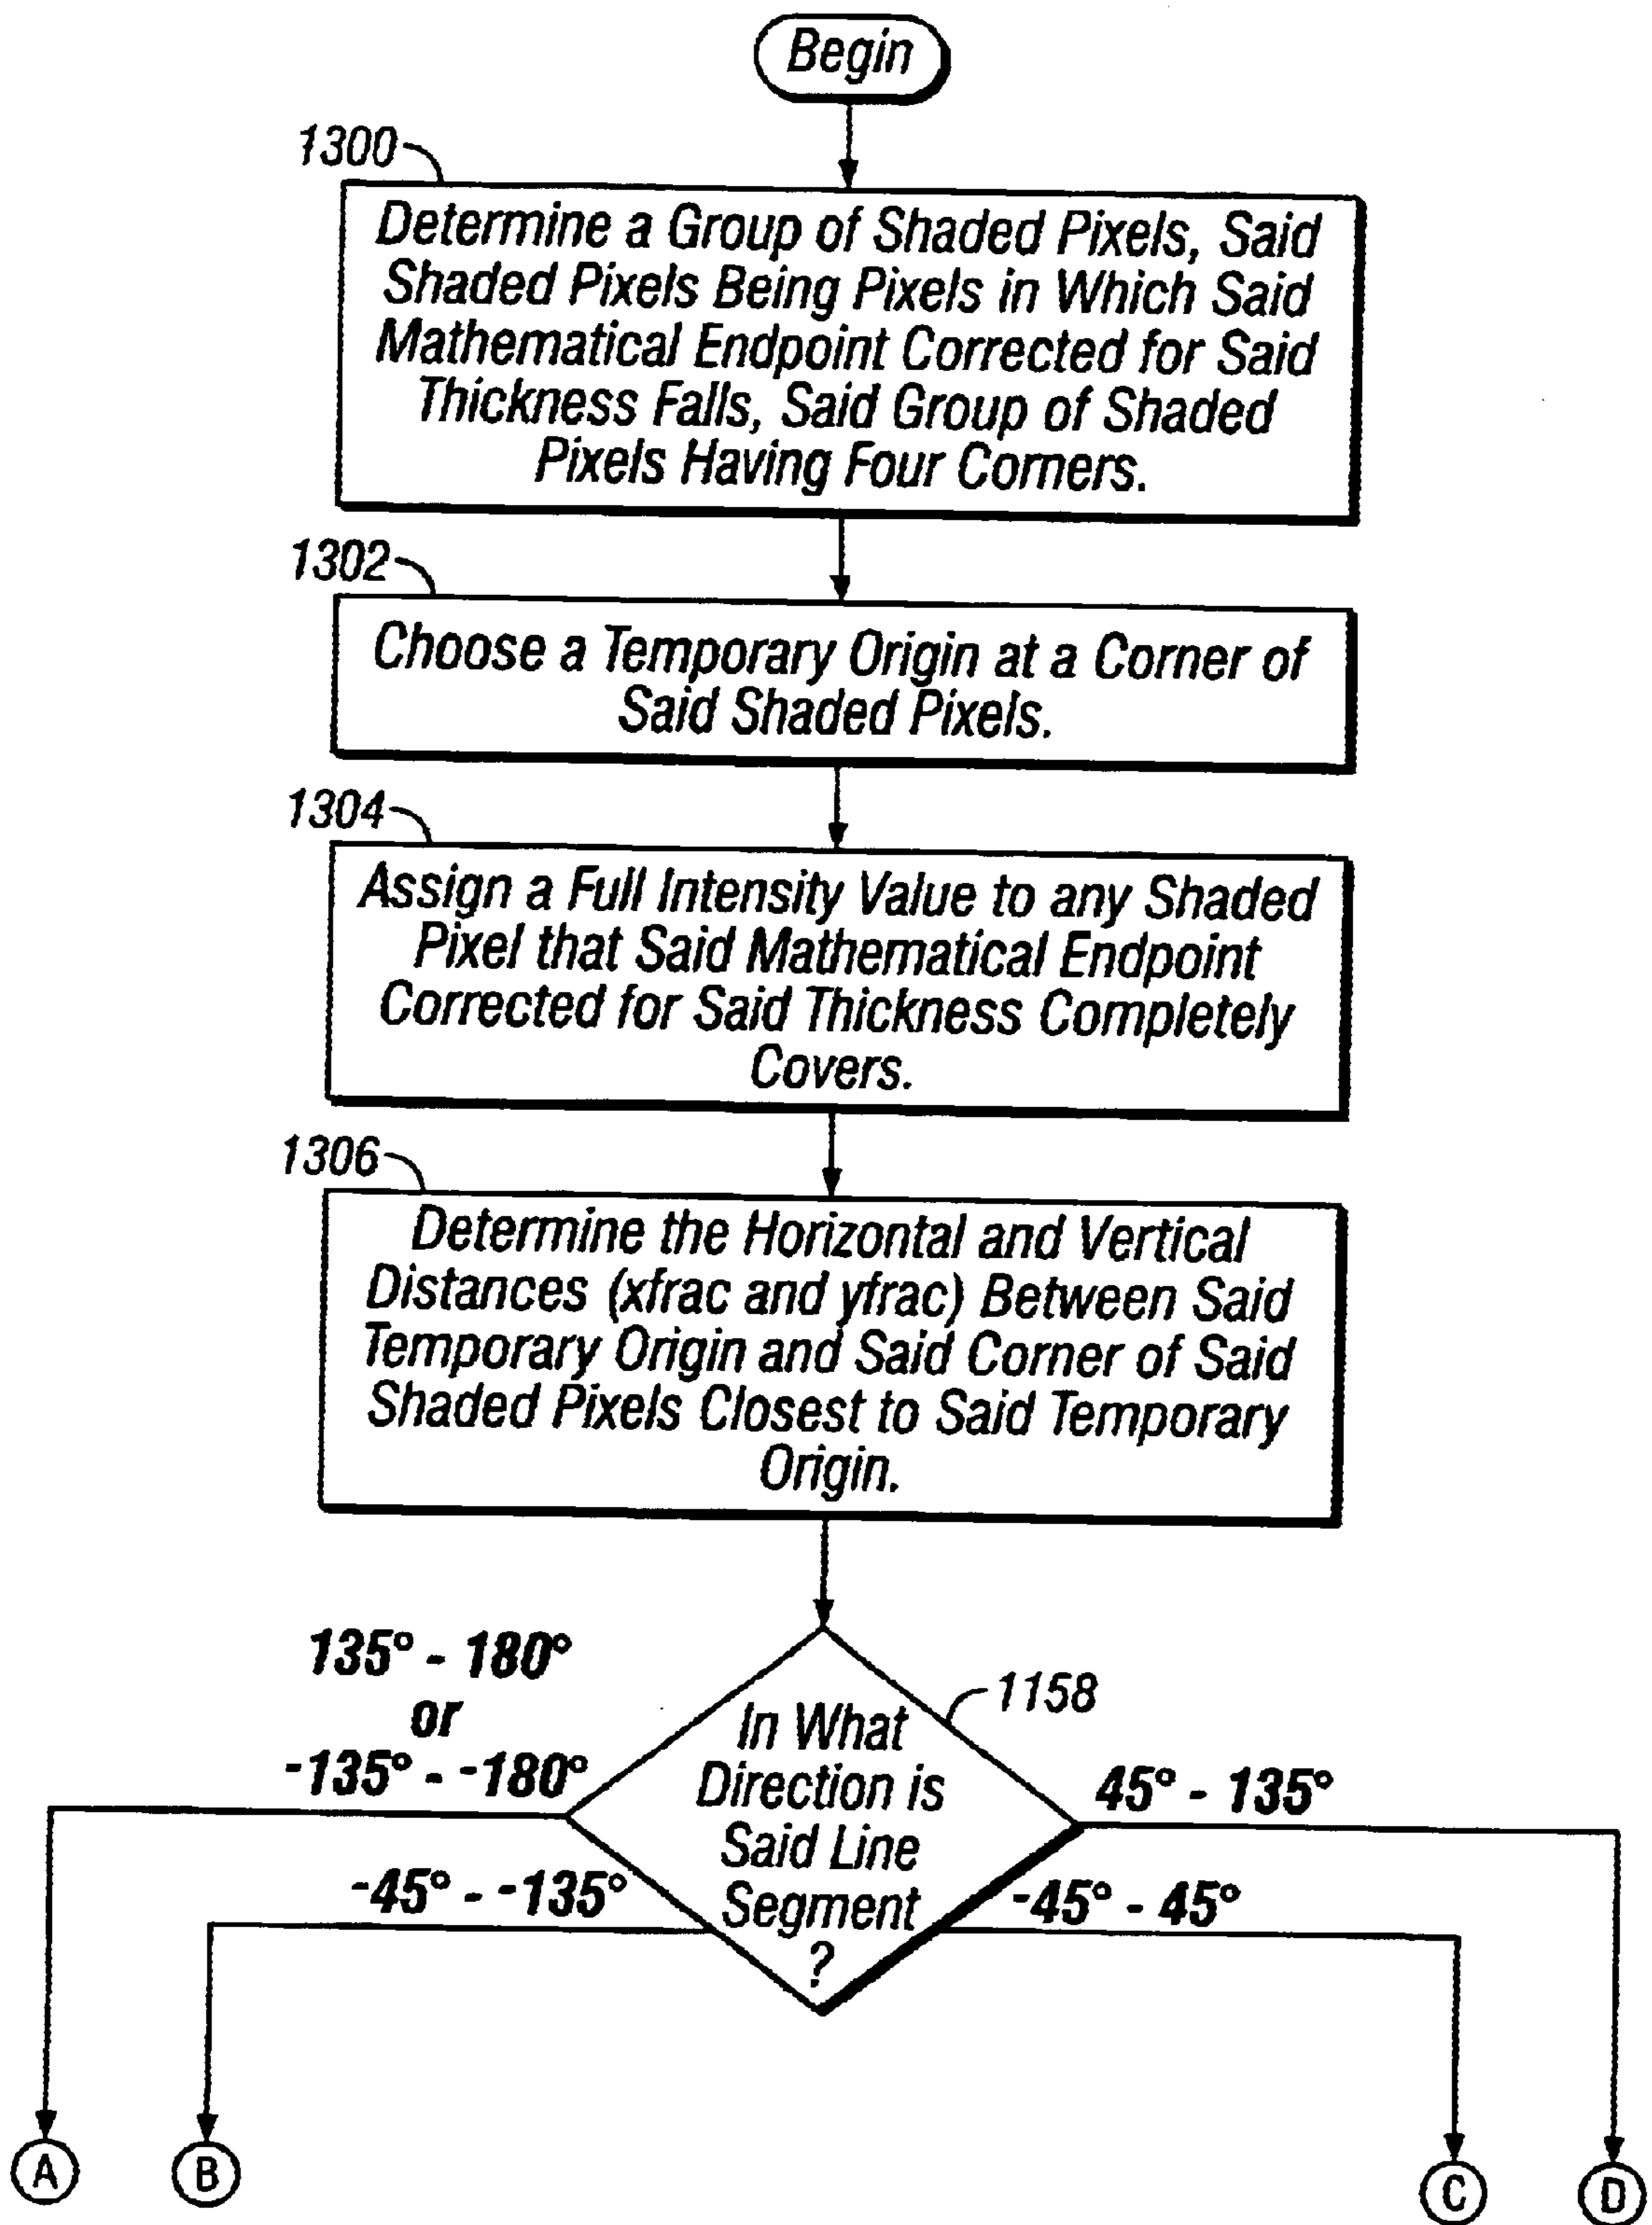 Begin
1300
Determine a Group of Shaded Pixels, Said
Shaded Pixels Being Pixels in Which Said
Mathematical Endpoint Corrected for Said
Thickness Falls, Said Group of Shaded
Pixels Having Four Corners.
1302
Choose a Temporary Origin at a Corner of
Said Shaded Pixels.
1304
Assign a Full Intensity Value to any Shaded
Pixel that Said Mathematical Endpoint
Corrected for Said Thickness Completely
Covers.
1306
Determine the Horizontal and Vertical
Distances (xfrac and yfrac) Between Said
Temporary Origin and Said Corner of Said
Shaded Pixels Closest to Said Temporary
Origin.
135° - 180°
or
-135° - -180°
-45° - -135°
In What
Direction is
Said Line
Segment
?
1158
45° - 135°
-45° - 45°
A
B
C
D